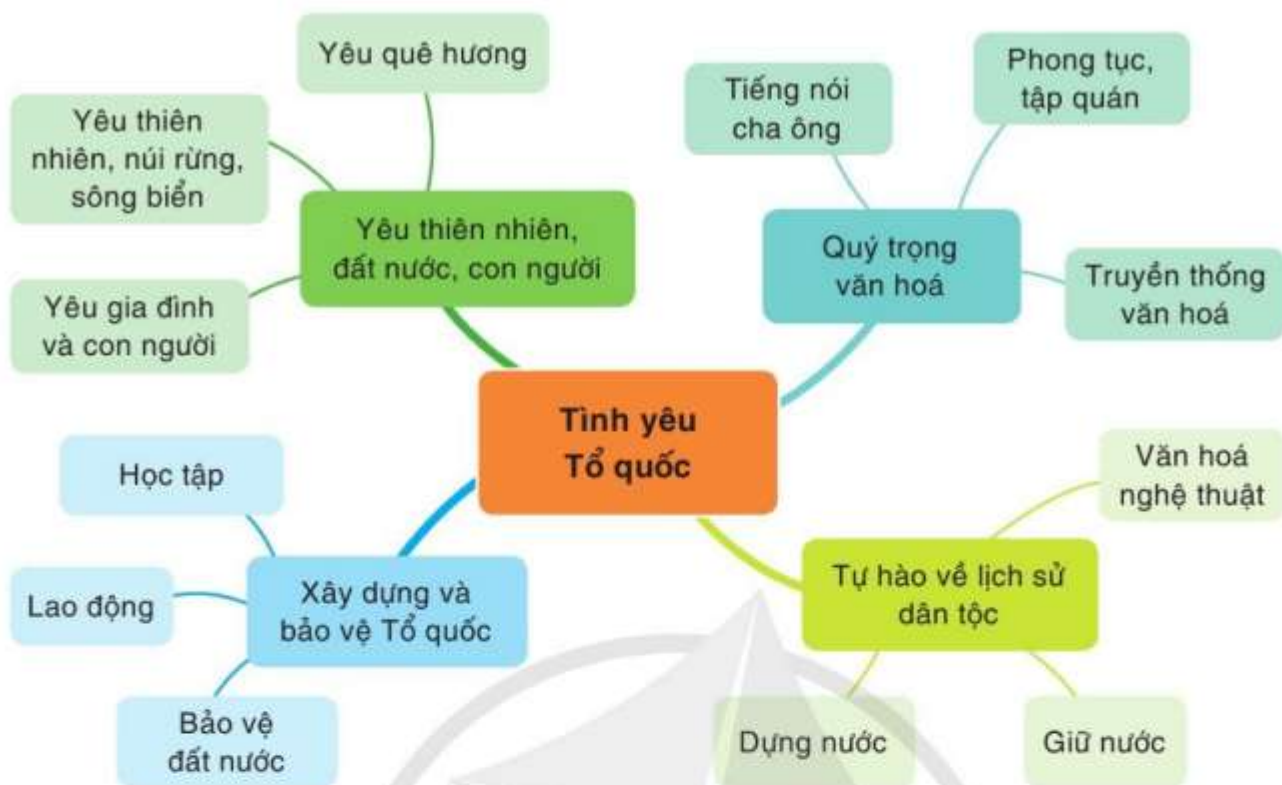 Yêu quê hương
Yêu thiên
nhiên, núi rừng,
sông biển
Yêu thiên nhiên,
đất nước, con người
Yêu gia đình
và con người
Tiếng nói
cha ông
Phong tục,
tập quán
Quý trọng
văn hoá
Truyền thống
văn hoá
Tình yêu
Tổ quốc
Học tập
Lao động
Xây dựng và
bảo vệ Tổ quốc
Bảo vệ
đất nước
Văn hoá
nghệ thuật
Tự hào về lịch sử
dân tộc
Dựng nước
Giữ nước